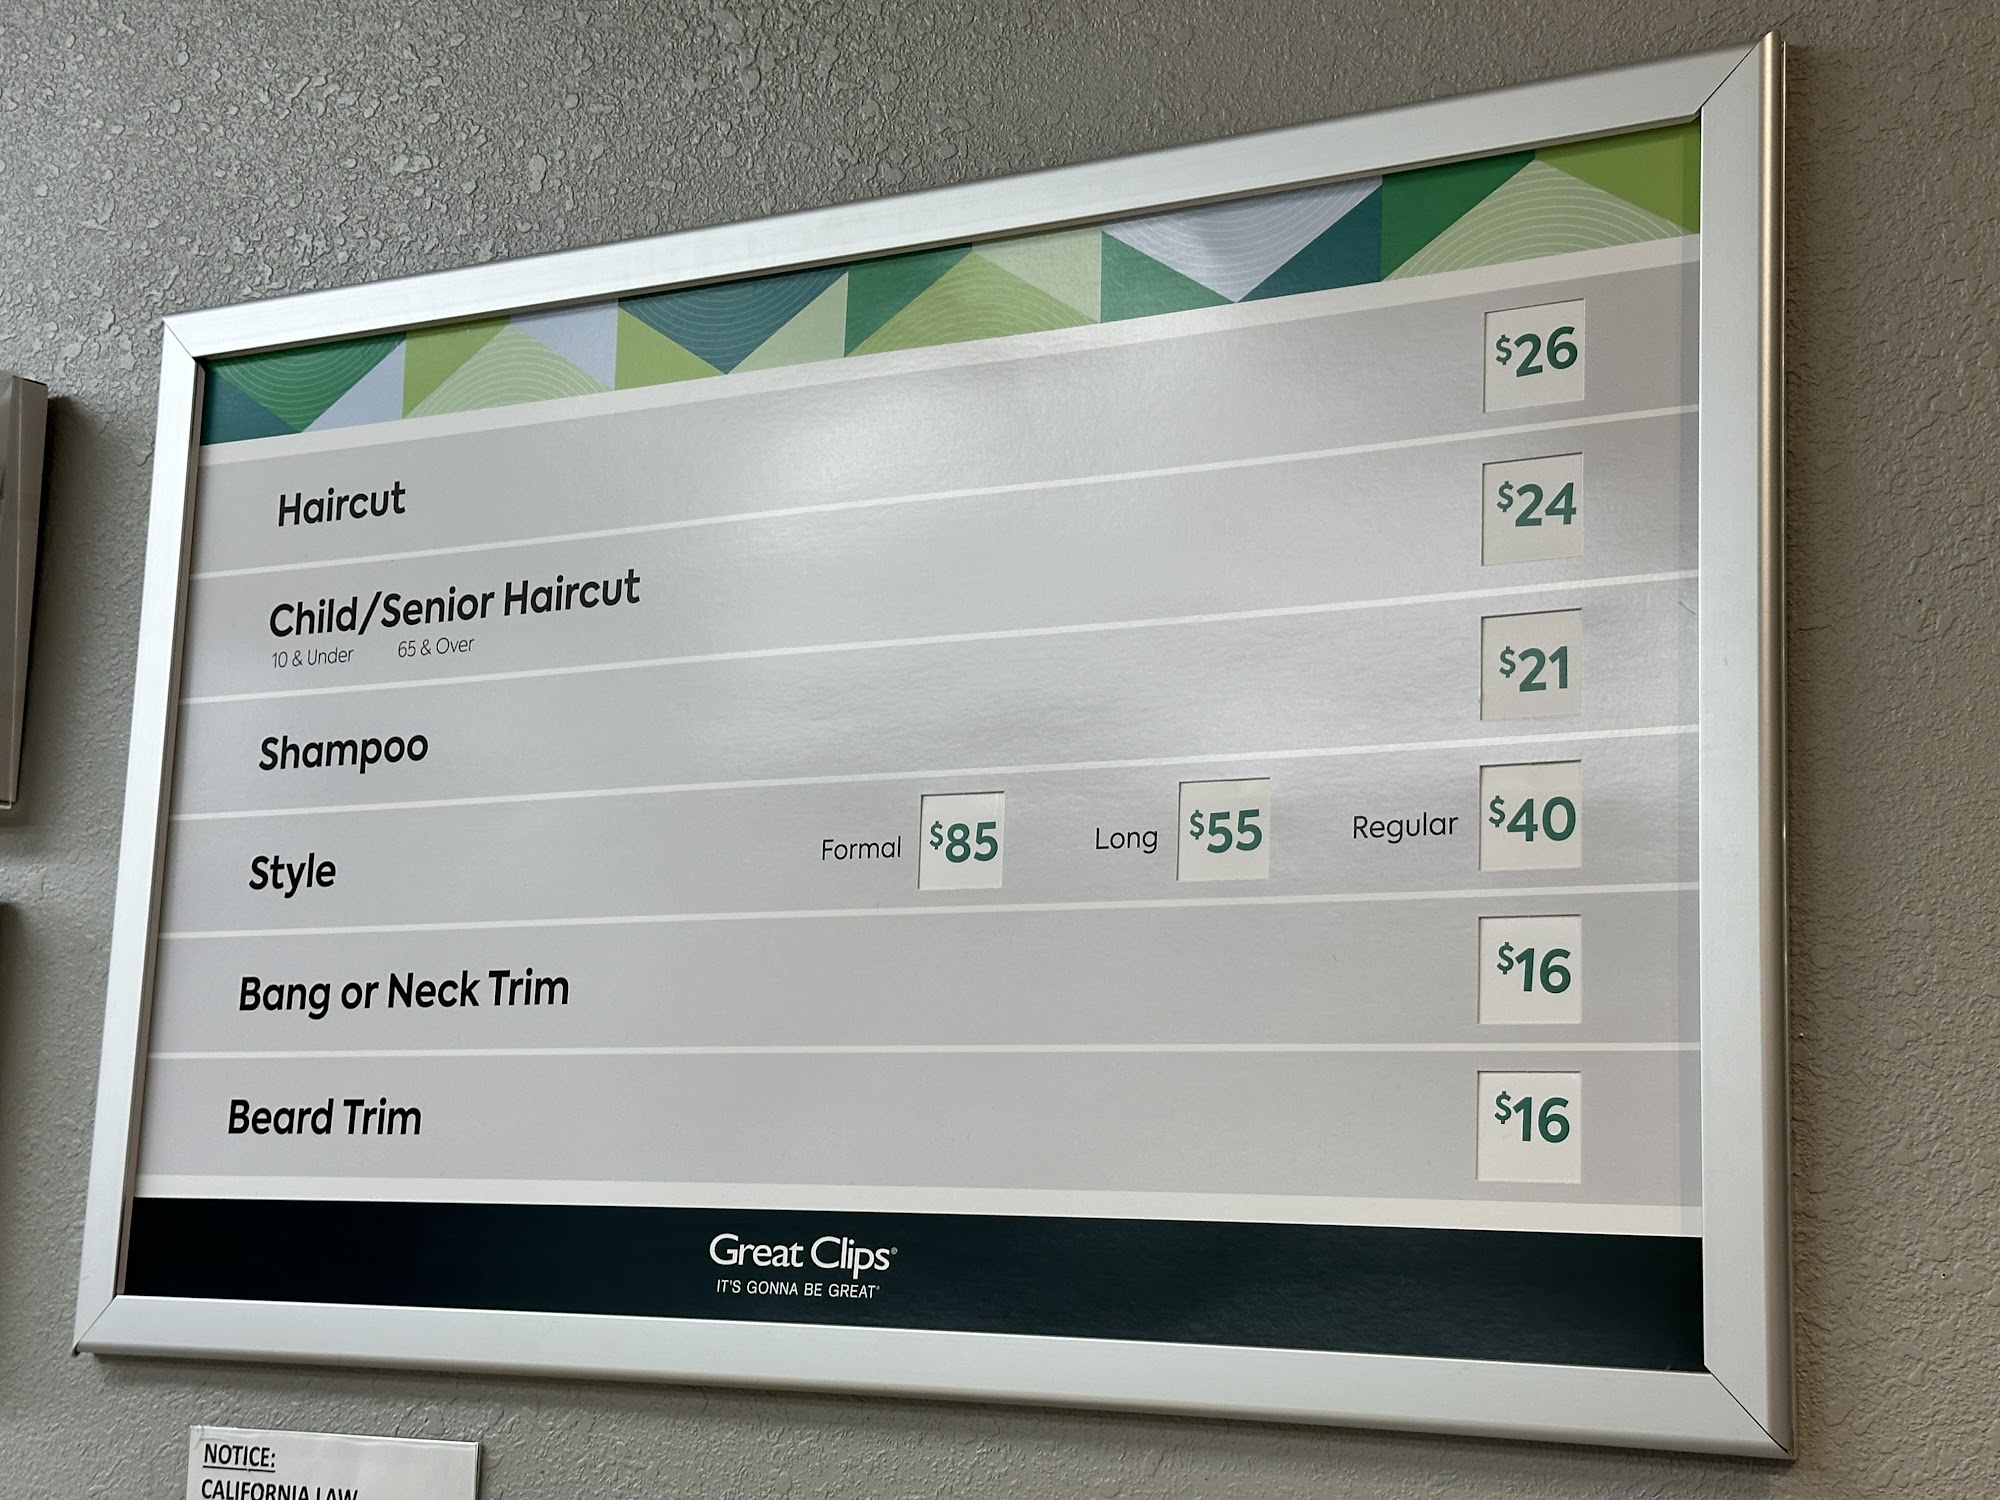 Haircut $26
Child/Senior Haircut $24
10 & Under 65 & Over
Shampoo $21
Style Formal $85 Long $55 Regular $40
Bang or Neck Trim $16
Beard Trim $16
Great Clips®
IT'S GONNA BE GREAT®
NOTICE:
CALIFORNIA LAW